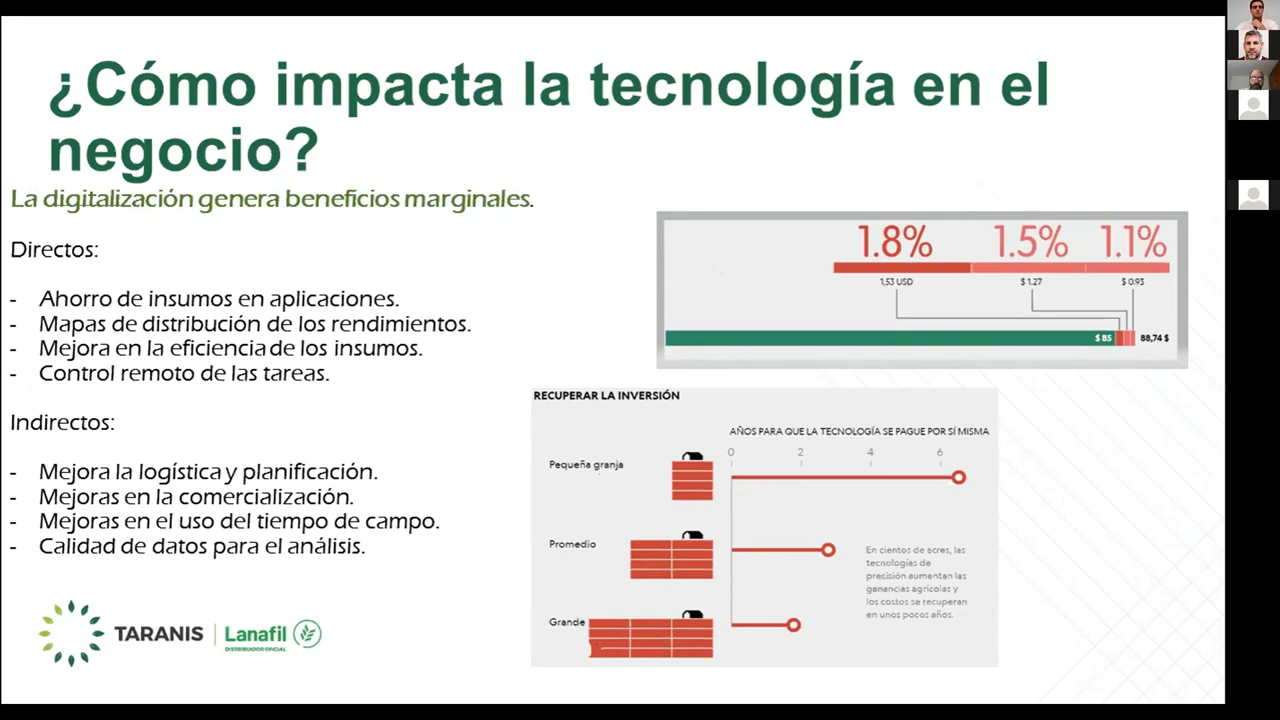 ¿Cómo impacta la tecnología en el
negocio?
La digitalización genera beneficios marginales.
Directos:
- Ahorro de insumos en aplicaciones.
- Mapas de distribución de los rendimientos.
- Mejora en la eficiencia de los insumos.
- Control remoto de las tareas.
Indirectos:
- Mejora la logística y planificación.
- Mejoras en la comercialización.
- Mejoras en el uso del tiempo de campo.
- Calidad de datos para el análisis.
TARANIS
Lanafil
DISTRIBUIDOR OFICIAL
1.8% 1.5% 1.1%
1,53 USD $ 1.27 $ 0.93
$ 85 88,74 $
RECUPERAR LA INVERSIÓN
AÑOS PARA QUE LA TECNOLOGÍA SE PAGUE POR SÍ MISMA
0 2 4 6
Pequeña granja
Promedio
En cientos de acres, las
tecnologías de
presisión aumentan las
ganancias agrícolas y
los costos se recuperan
en unos pocos años.
Grande